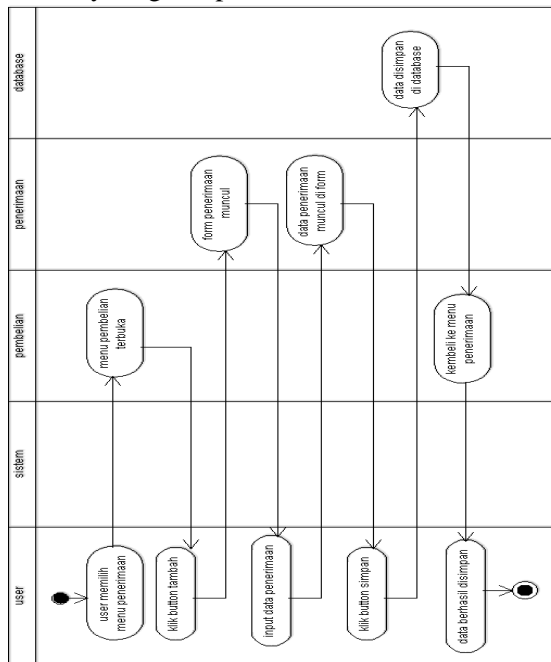 user
sistem
pembelian
penerimaan
database
user memilih
menu penerimaan
menu pembelian
terbuka
klik button tambah
form penerimaan
muncul
input data penerimaan
data penerimaan
muncul di form
klik button simpan
data disimpan
di database
kembeli ke menu
penerimaan
data berhasil disimpan